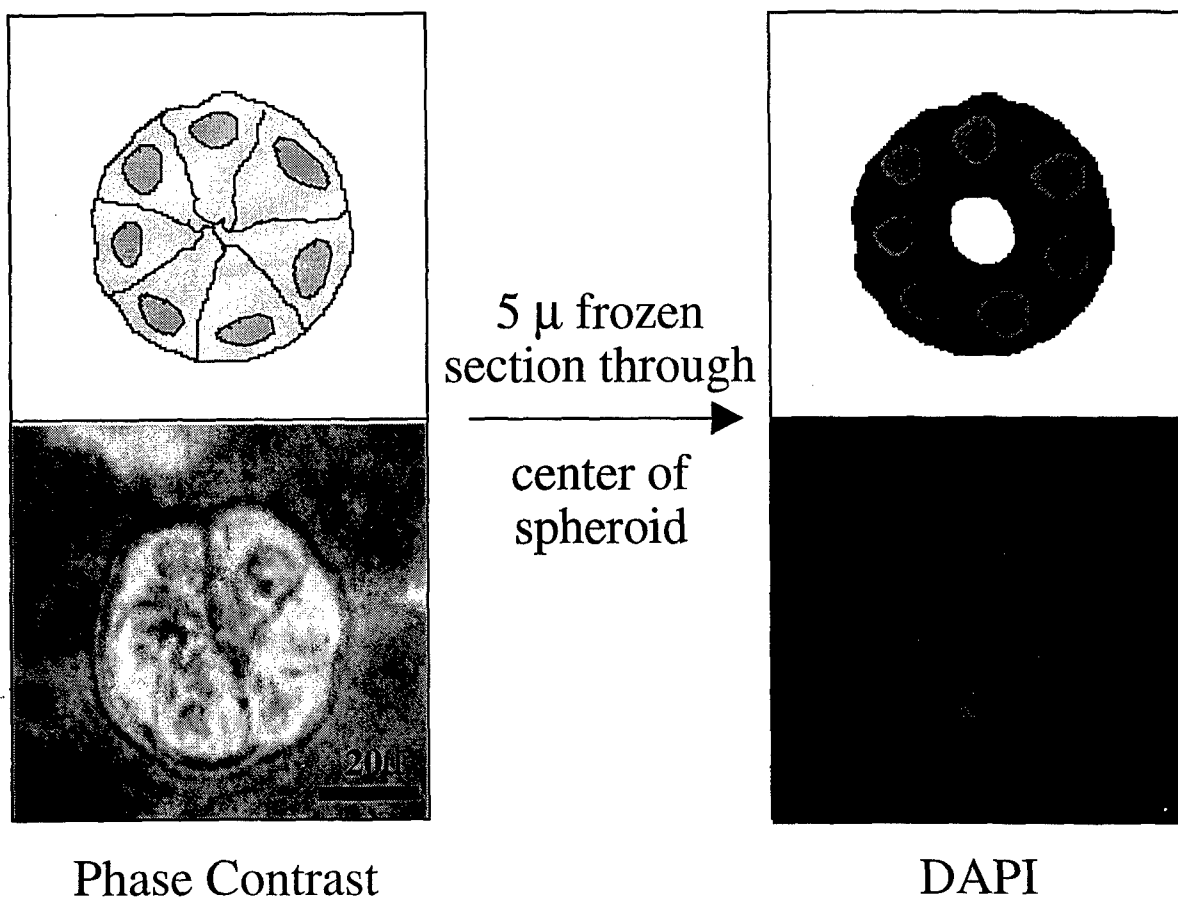 5 μ frozen
section through
center of
spheroid
20μ
Phase Contrast
DAPI